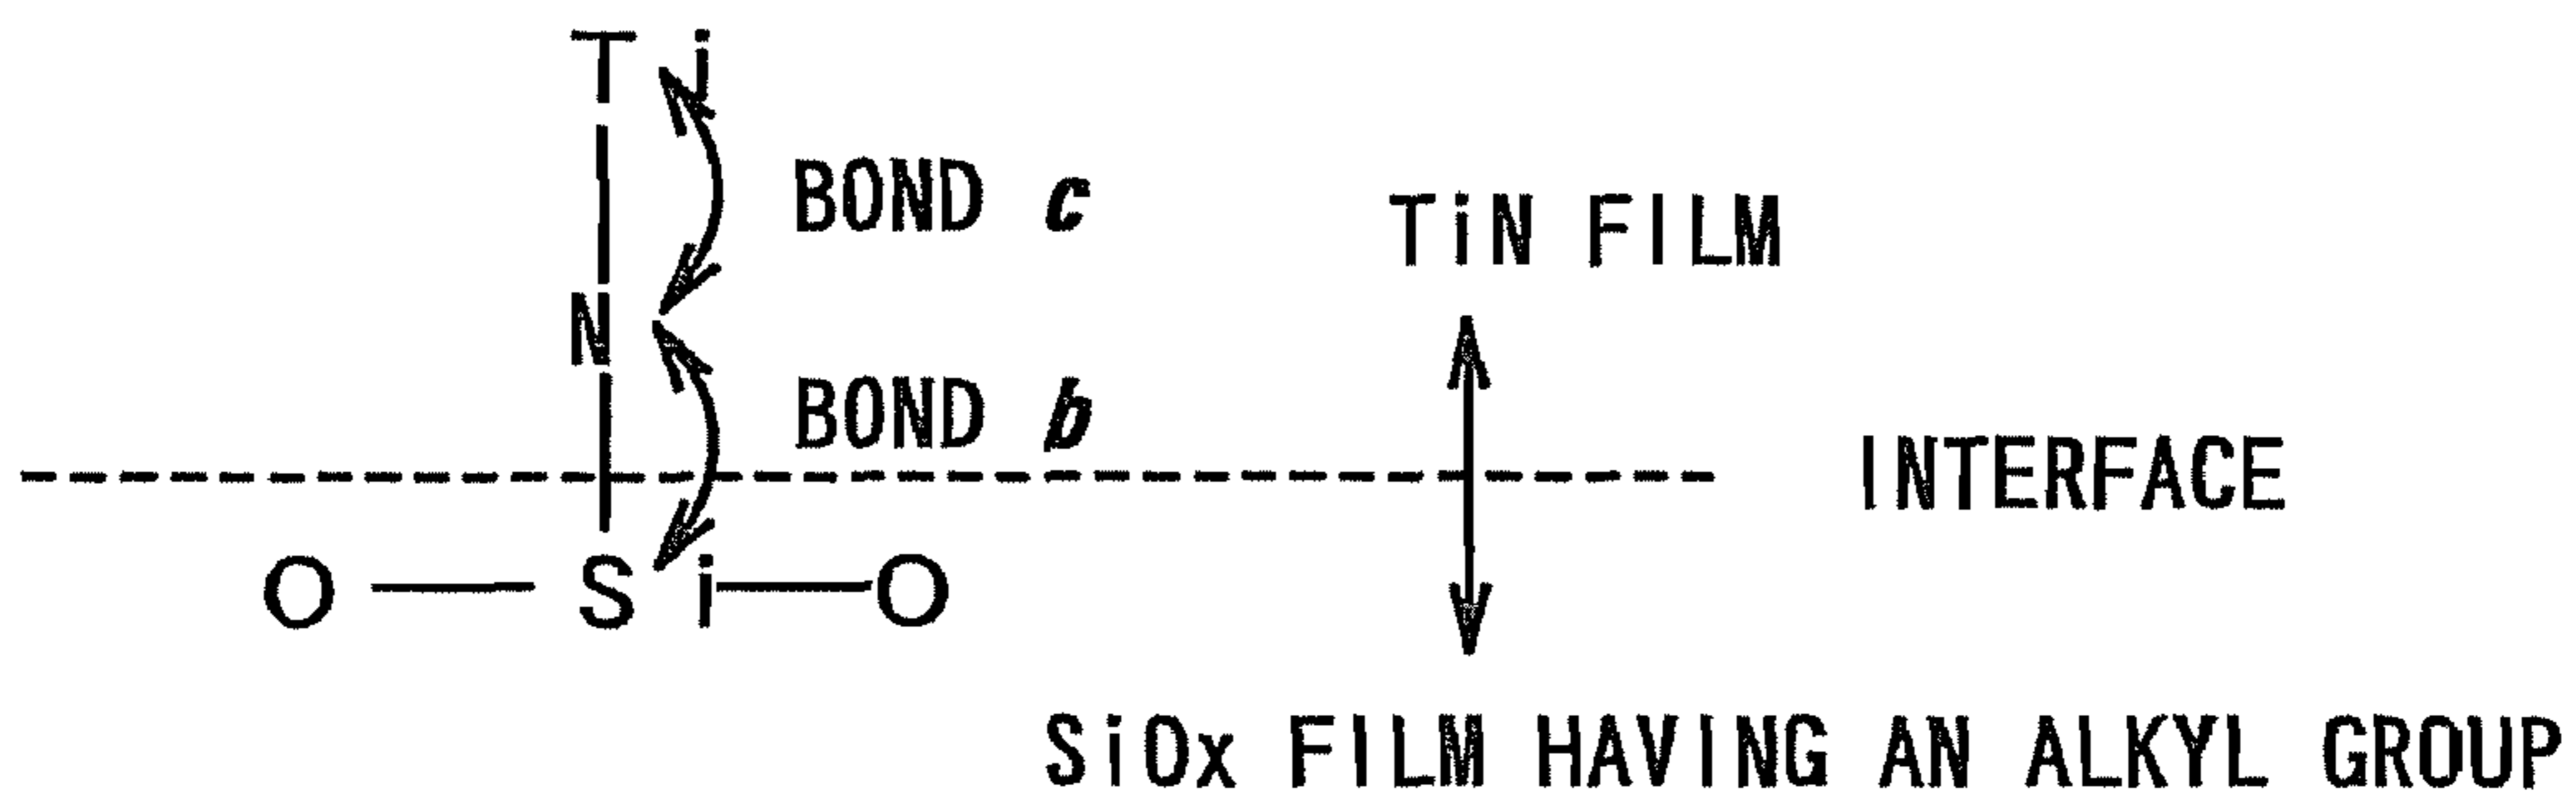 Ti
BOND c
TiN FILM
N
BOND b
INTERFACE
O Si O
SiOx FILM HAVING AN ALKYL GROUP